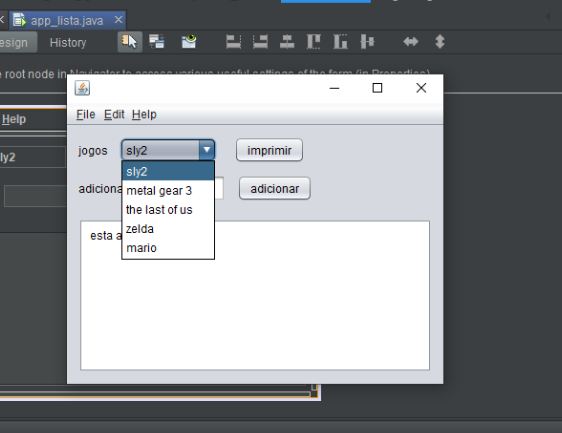 app_lista.java
esign History
e root node in Navigator to access various useful settings of the form (in Properties)
Help
ly2
File Edit Help
jogos sly2 imprimir
sly2
adiciona adicionar
metal gear 3
the last of us
zelda
esta a
mario